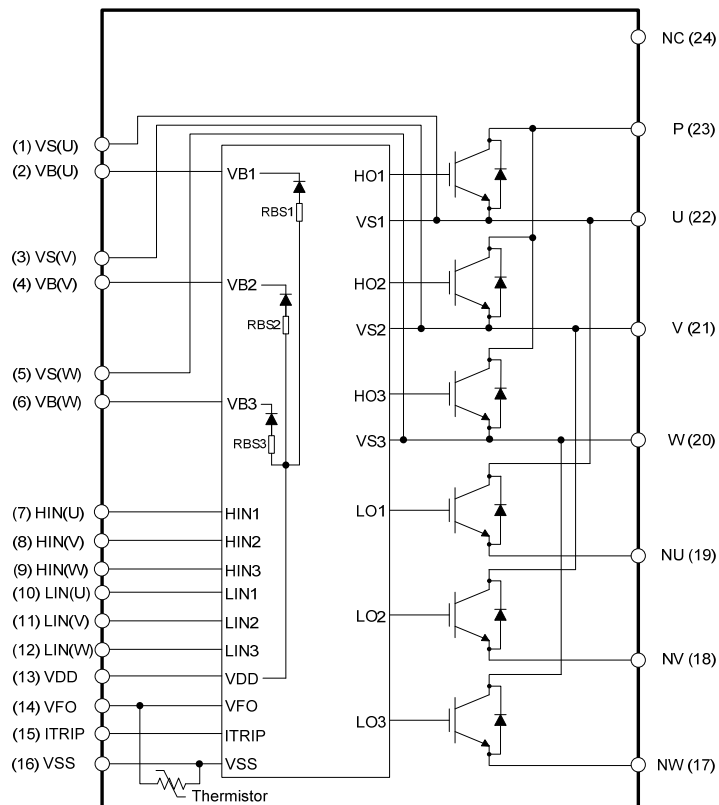 NC (24)
(1) VS(U)
(2) VB(U)
(3) VS(V)
(4) VB(V)
(5) VS(W)
(6) VB(W)
(7) HIN(U)
(8) HIN(V)
(9) HIN(W)
(10) LIN(U)
(11) LIN(V)
(12) LIN(W)
(13) VDD
(14) VFO
(15) ITRIP
(16) VSS
VB1
RBS1
VB2
RBS2
VB3
RBS3
HIN1
HIN2
HIN3
LIN1
LIN2
LIN3
VDD
VFO
ITRIP
VSS
Thermistor
HO1
VS1
HO2
VS2
HO3
VS3
LO1
LO2
LO3
P (23)
U (22)
V (21)
W (20)
NU (19)
NV (18)
NW (17)